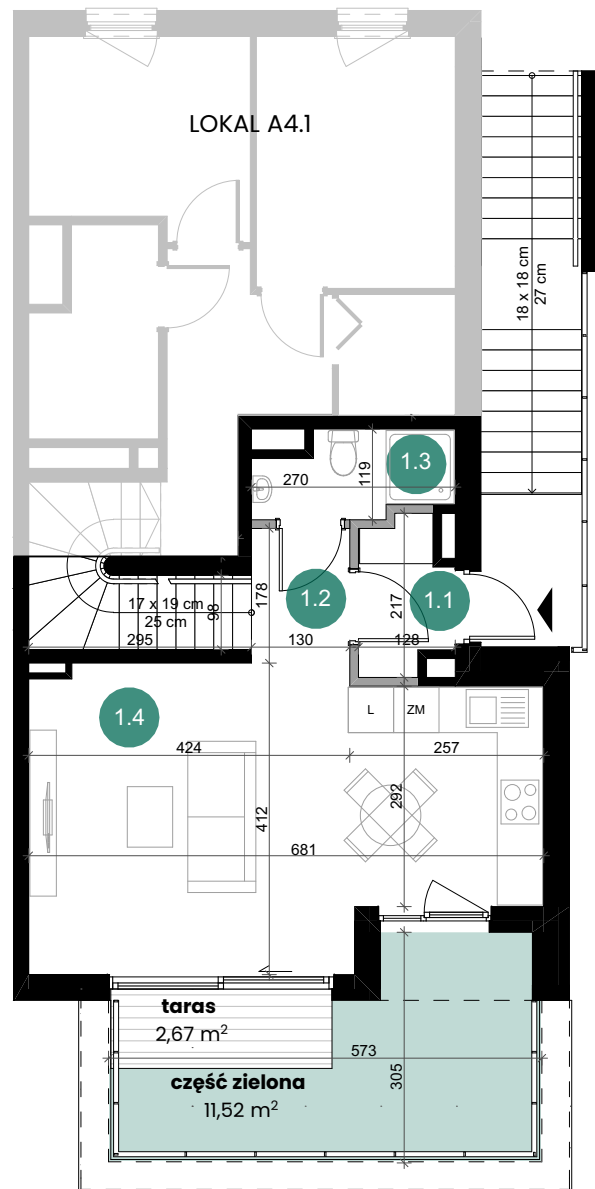 LOKAL A4.1
18 x 18 cm
27 cm
1.3
270
119
1.2
1.1
178
217
17 x 19 cm
25 cm
98
295
130
128
1.4
L
ZM
424
257
292
412
681
taras
2,67 m²
573
305
część zielona
11,52 m²